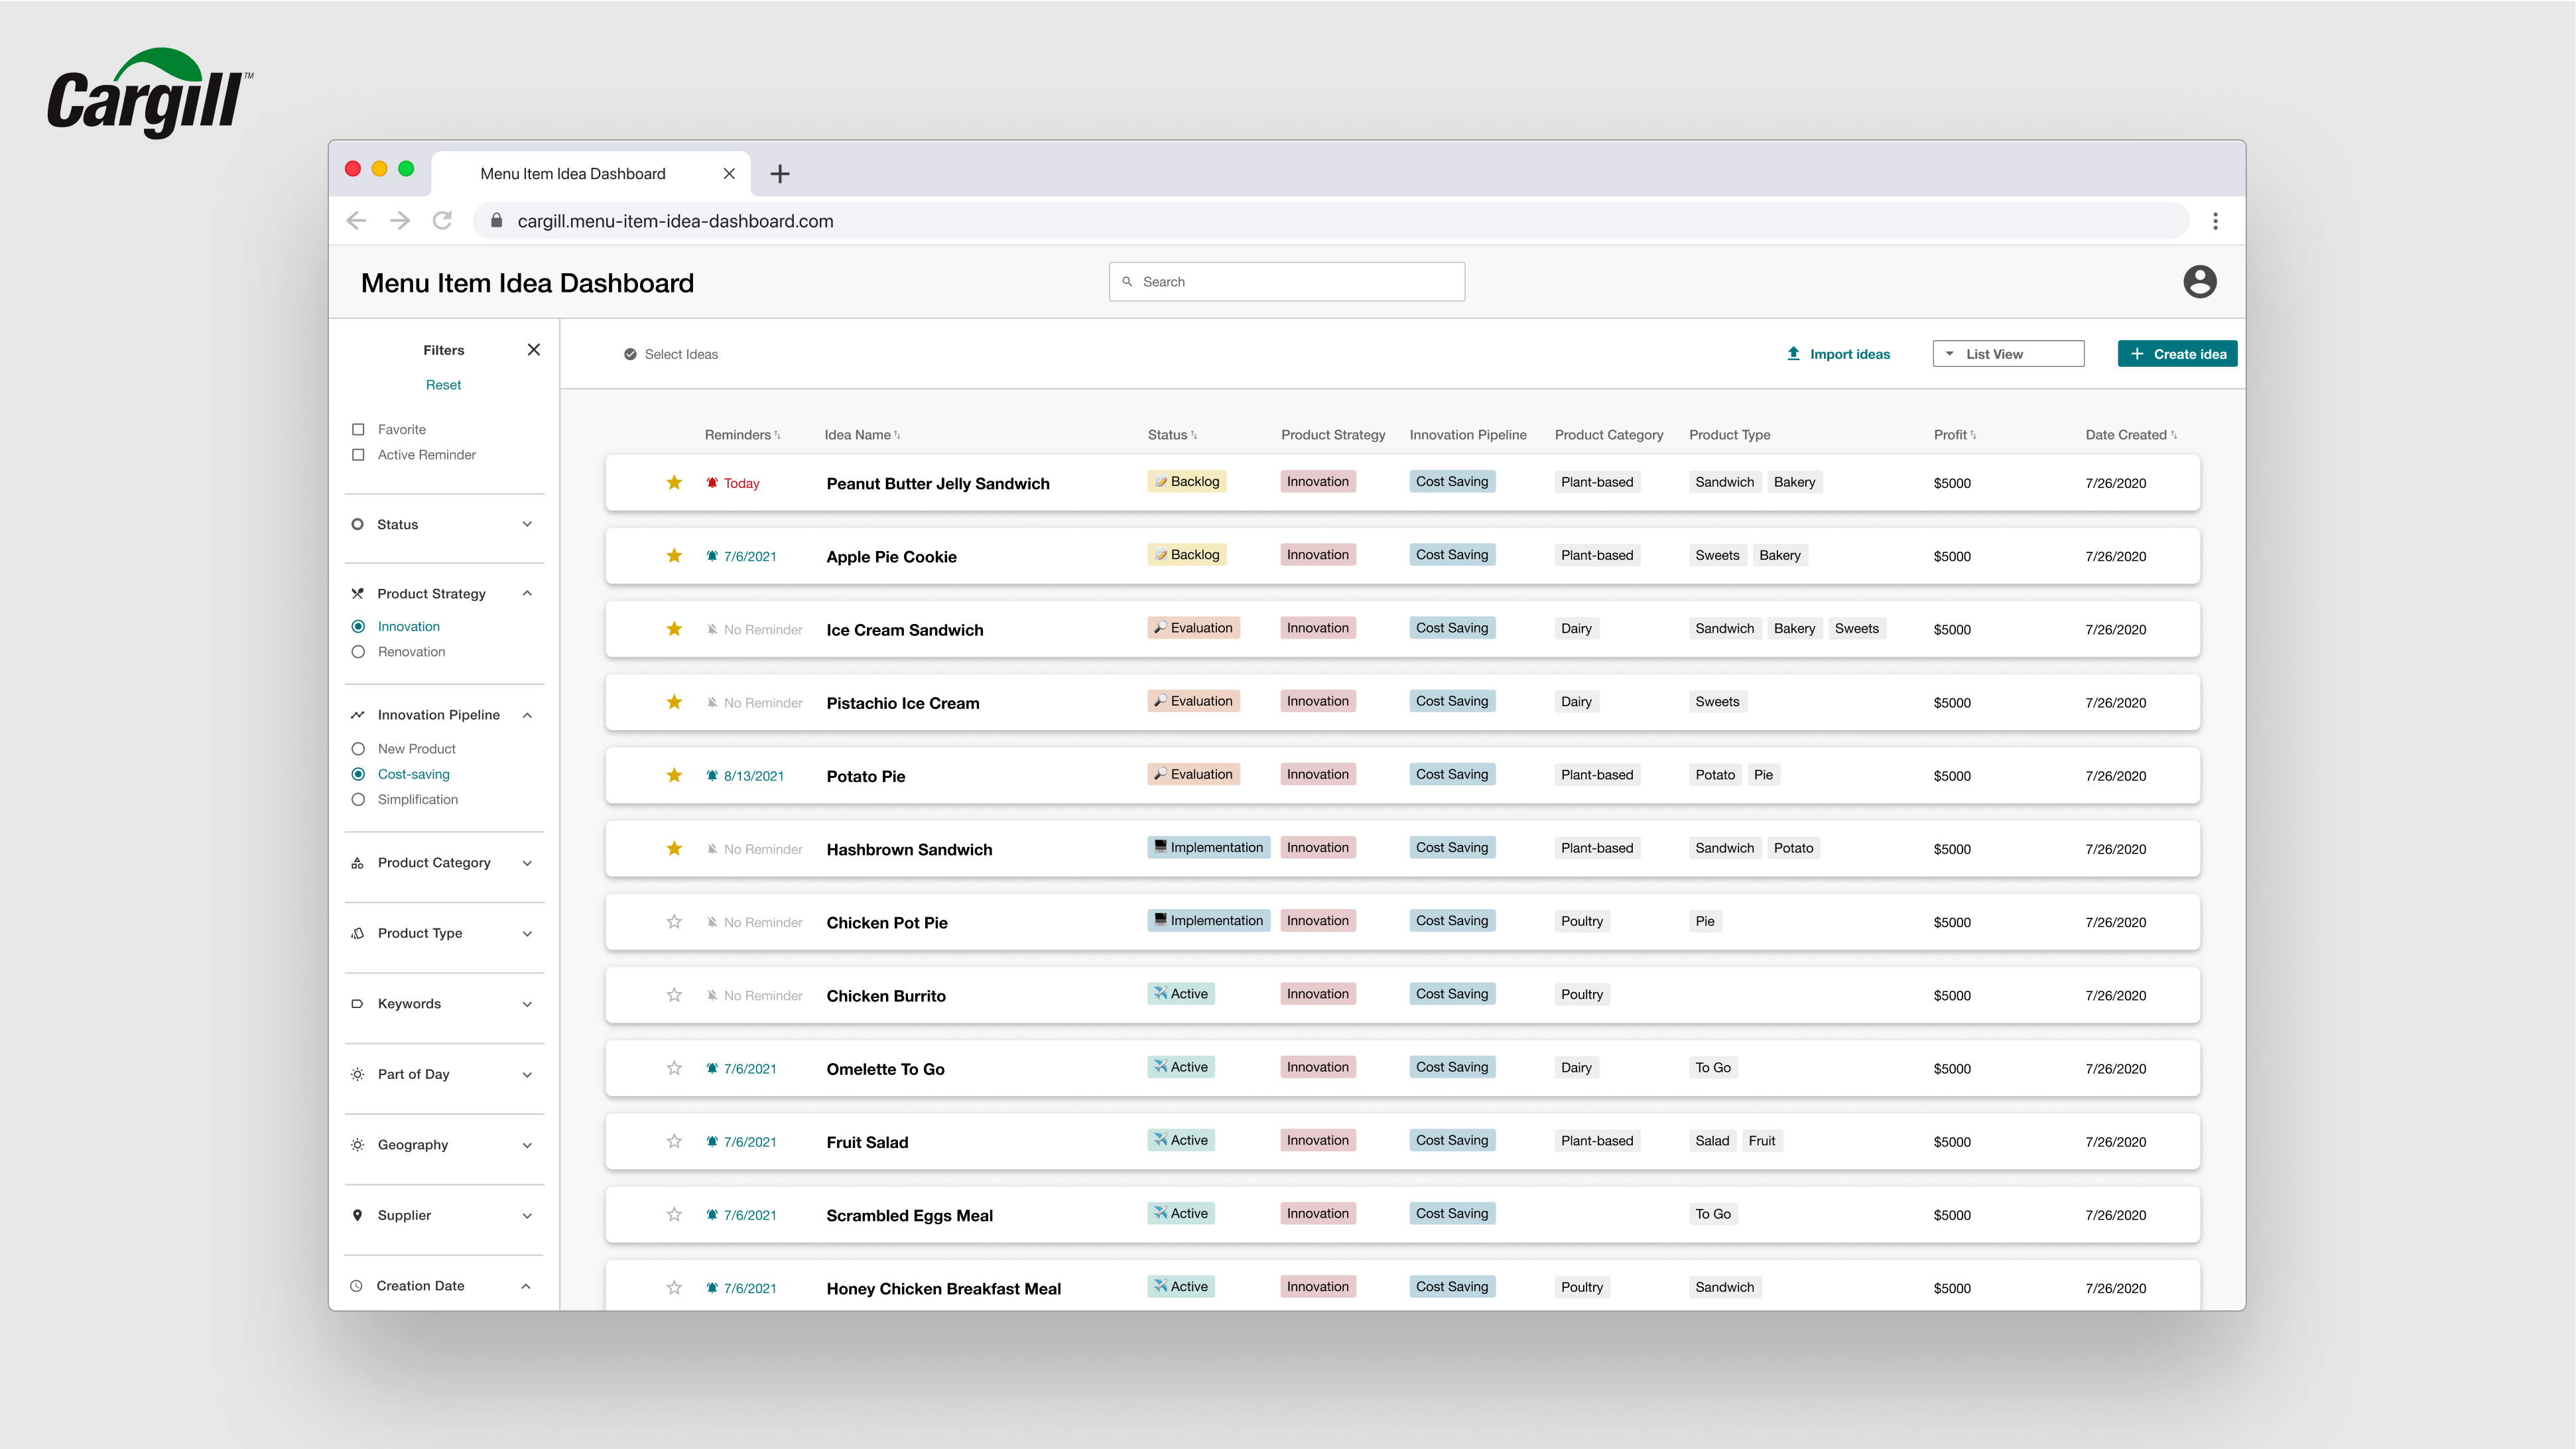 Cargill™
Menu Item Idea Dashboard
cargill.menu-item-idea-dashboard.com
Menu Item Idea Dashboard
Search
Filters
Reset
Favorite
Active Reminder
Status
Product Strategy
Innovation
Renovation
Innovation Pipeline
New Product
Cost-saving
Simplification
Product Category
Product Type
Keywords
Part of Day
Geography
Supplier
Creation Date
Select Ideas Import ideas List View Create idea
Reminders Idea Name Status Product Strategy Innovation Pipeline Product Category Product Type Profit Date Created
Today Peanut Butter Jelly Sandwich Backlog Innovation Cost Saving Plant-based Sandwich Bakery $5000 7/26/2020
7/6/2021 Apple Pie Cookie Backlog Innovation Cost Saving Plant-based Sweets Bakery $5000 7/26/2020
No Reminder Ice Cream Sandwich Evaluation Innovation Cost Saving Dairy Sandwich Bakery Sweets $5000 7/26/2020
No Reminder Pistachio Ice Cream Evaluation Innovation Cost Saving Dairy Sweets $5000 7/26/2020
8/13/2021 Potato Pie Evaluation Innovation Cost Saving Plant-based Potato Pie $5000 7/26/2020
No Reminder Hashbrown Sandwich Implementation Innovation Cost Saving Plant-based Sandwich Potato $5000 7/26/2020
No Reminder Chicken Pot Pie Implementation Innovation Cost Saving Poultry Pie $5000 7/26/2020
No Reminder Chicken Burrito Active Innovation Cost Saving Poultry $5000 7/26/2020
7/6/2021 Omelette To Go Active Innovation Cost Saving Dairy To Go $5000 7/26/2020
7/6/2021 Fruit Salad Active Innovation Cost Saving Plant-based Salad Fruit $5000 7/26/2020
7/6/2021 Scrambled Eggs Meal Active Innovation Cost Saving To Go $5000 7/26/2020
7/6/2021 Honey Chicken Breakfast Meal Active Innovation Cost Saving Poultry Sandwich $5000 7/26/2020